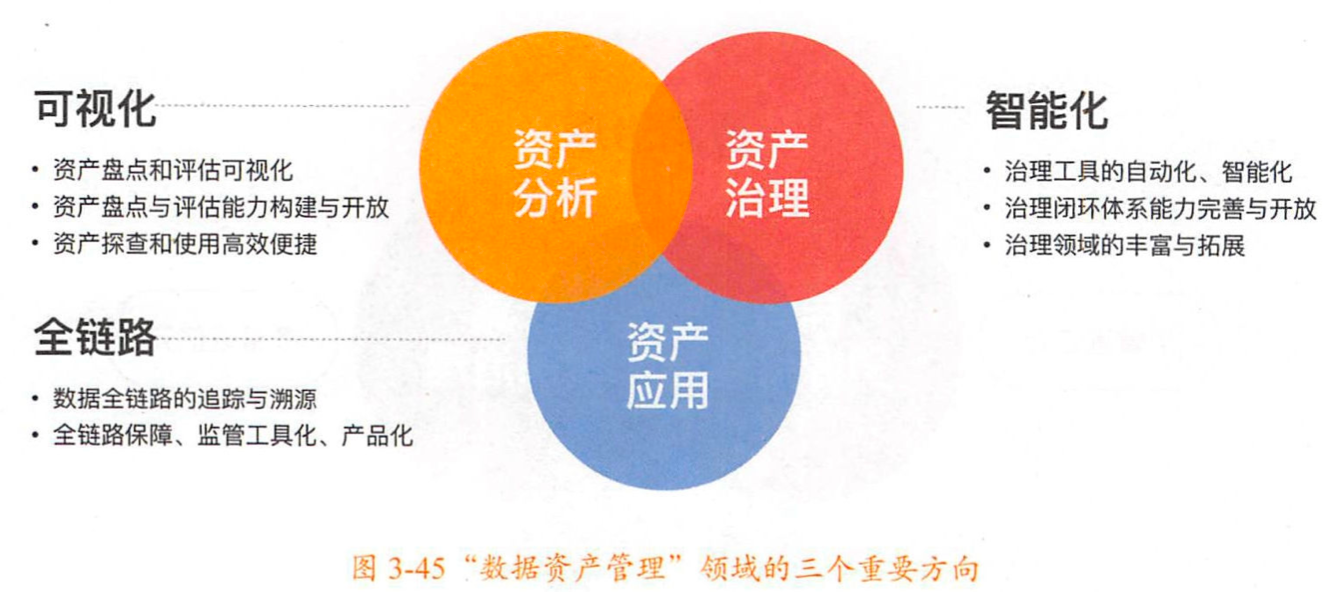 可视化
• 资产盘点和评估可视化
• 资产盘点与评估能力构建与开放
• 资产探查和使用高效便捷
全链路
• 数据全链路的追踪与溯源
• 全链路保障、监管工具化、产品化
资产
分析
资产
治理
资产
应用
智能化
• 治理工具的自动化、智能化
• 治理闭环体系能力完善与开放
• 治理领域的丰富与拓展
图 3-45 “数据资产管理”领域的三个重要方向